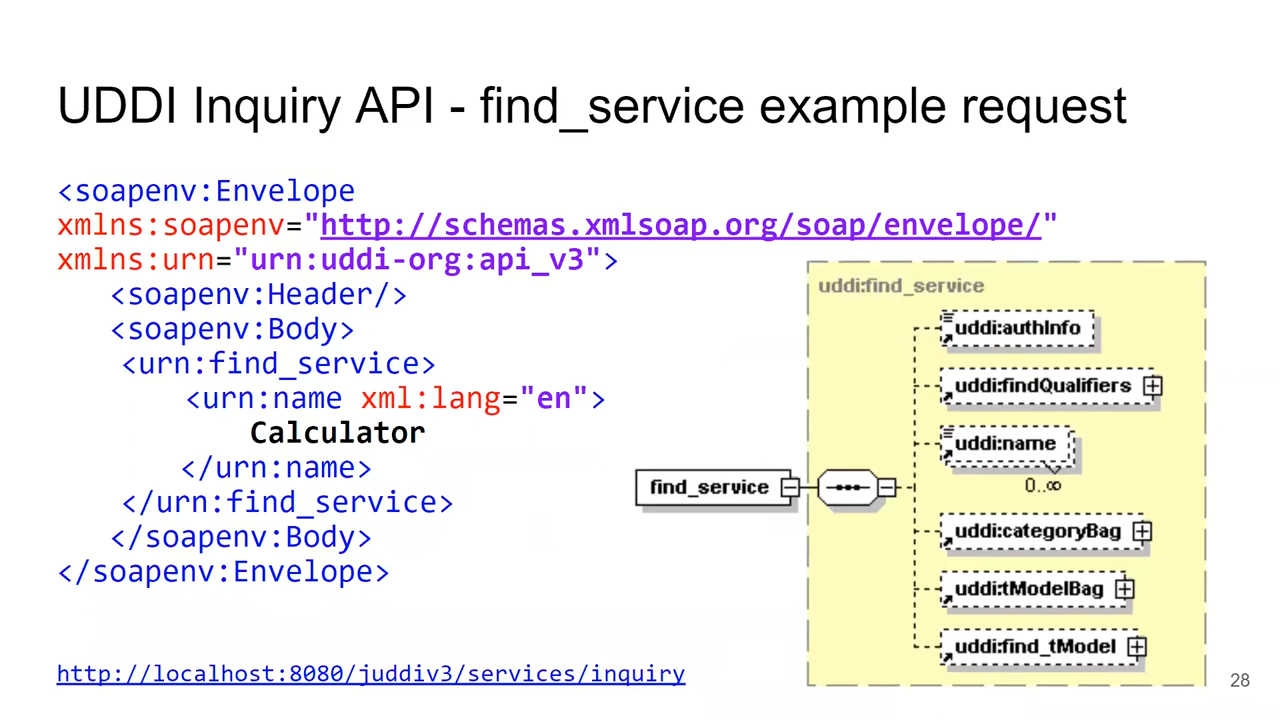 UDDI Inquiry API - find_service example request
<soapenv:Envelope
xmlns:soapenv="http://schemas.xmlsoap.org/soap/envelope/"
xmlns:urn="urn:uddi-org:api_v3">
<soapenv:Header/>
<soapenv:Body>
<urn:find_service>
<urn:name xml:lang="en">
Calculator
</urn:name>
</urn:find_service>
</soapenv:Body>
</soapenv:Envelope>
uddi:find_service
uddi:authInfo
uddi:findQualifiers
uddi:name
0..∞
find_service
uddi:categoryBag
uddi:tModelBag
uddi:find_tModel
http://localhost:8080/juddiv3/services/inquiry
28